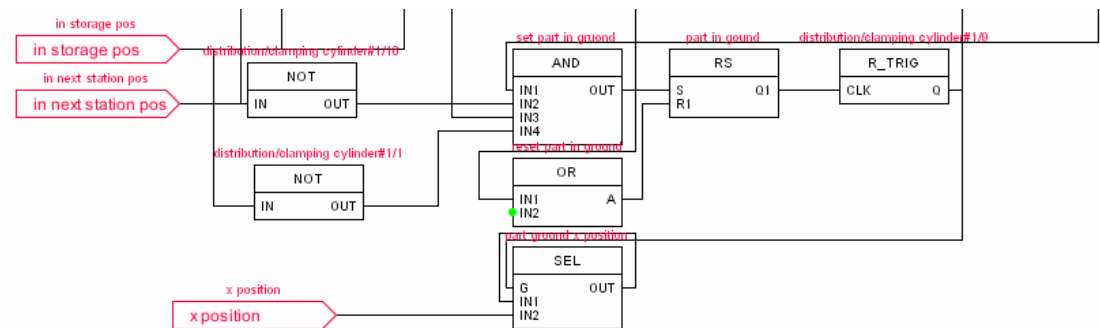 in storage pos
in storage pos
in next station pos
in next station pos
distribution/clamping cylinder#1/10
NOT
IN OUT
distribution/clamping cylinder#1/1
NOT
IN OUT
set part in gruond
AND
IN1 OUT
IN2
IN3
IN4
part in gound
RS
S Q1
R1
distribution/clamping cylinder#1/9
R_TRIG
CLK Q
reset part in ground
OR
IN1 A
IN2
part ground x position
SEL
G OUT
IN1
IN2
x position
x position